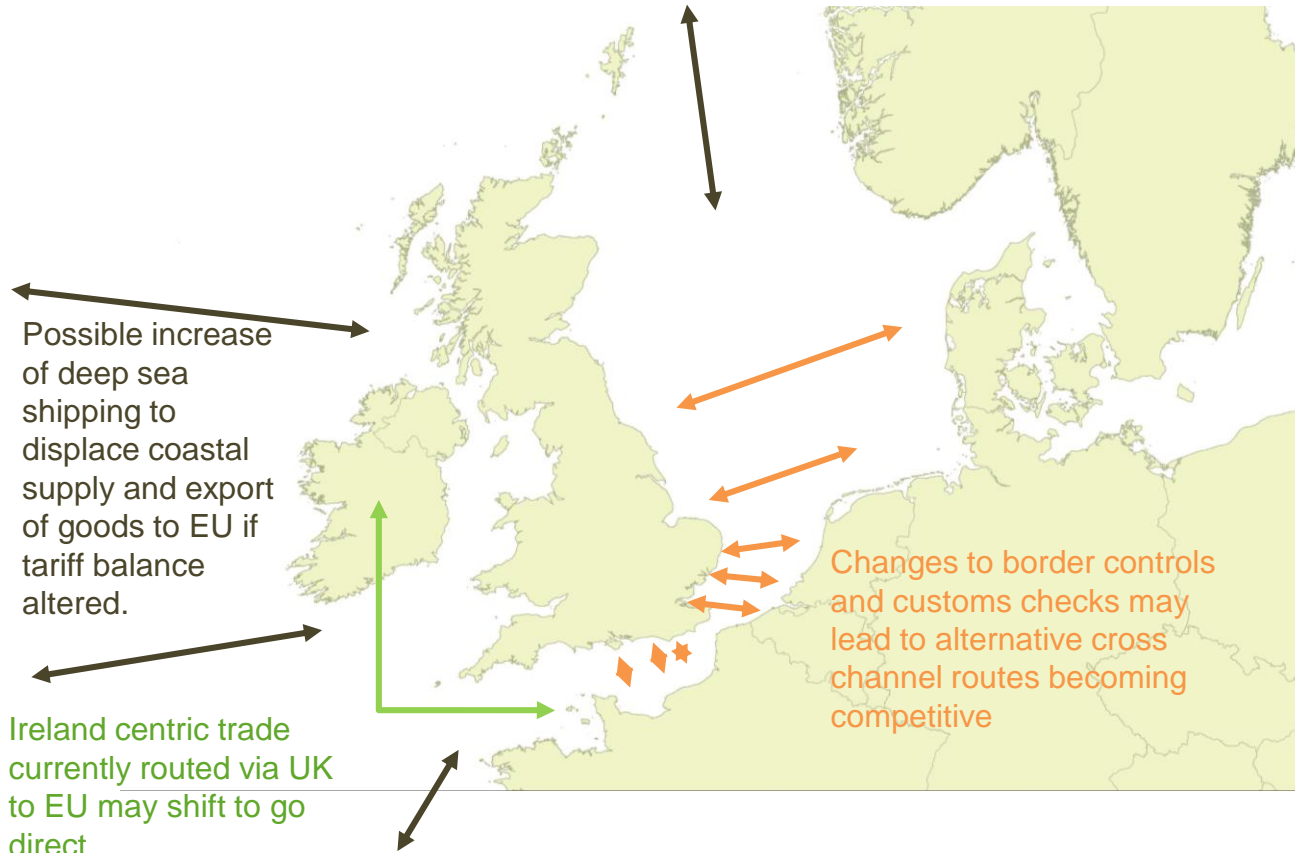 Possible increase
of deep sea
shipping to
displace coastal
supply and export
of goods to EU if
tariff balance
altered.
Changes to border controls
and customs checks may
lead to alternative cross
channel routes becoming
competitive
Ireland centric trade
currently routed via UK
to EU may shift to go
direct